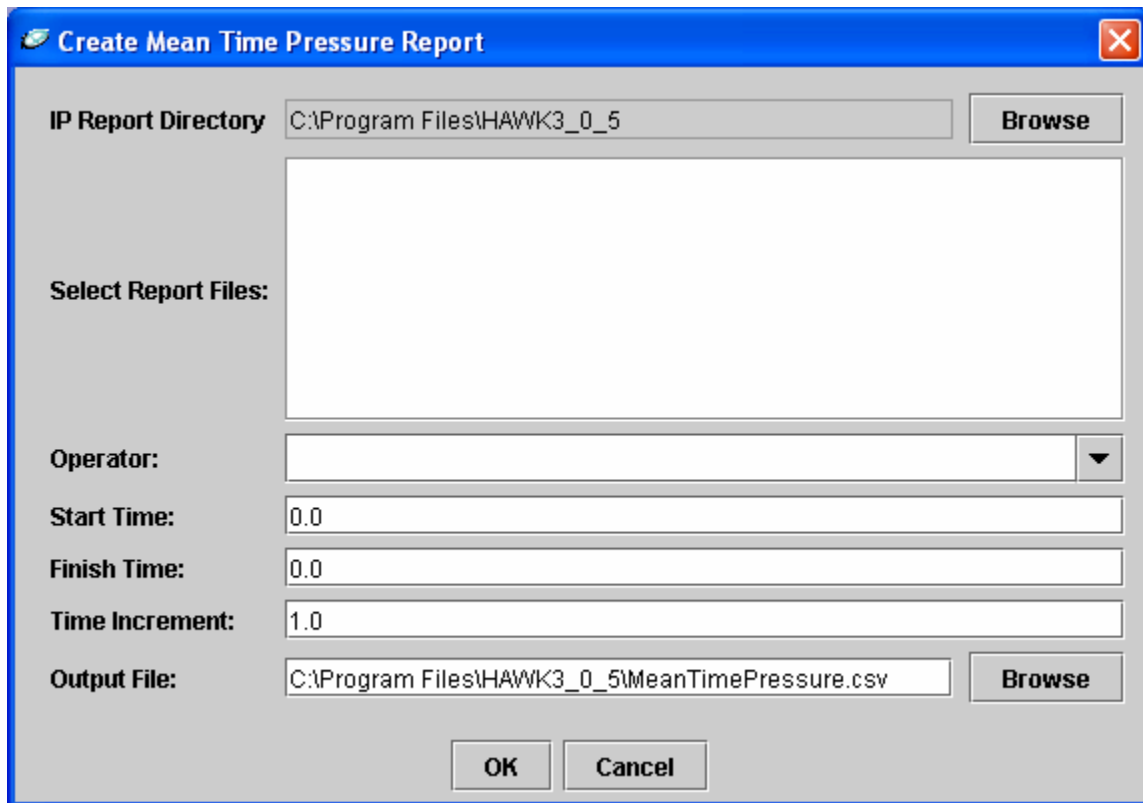 Create Mean Time Pressure Report
IP Report Directory C:\Program Files\HAWK3_0_5 Browse
Select Report Files:
Operator:
Start Time: 0.0
Finish Time: 0.0
Time Increment: 1.0
Output File: C:\Program Files\HAWK3_0_5\MeanTimePressure.csv Browse
OK Cancel